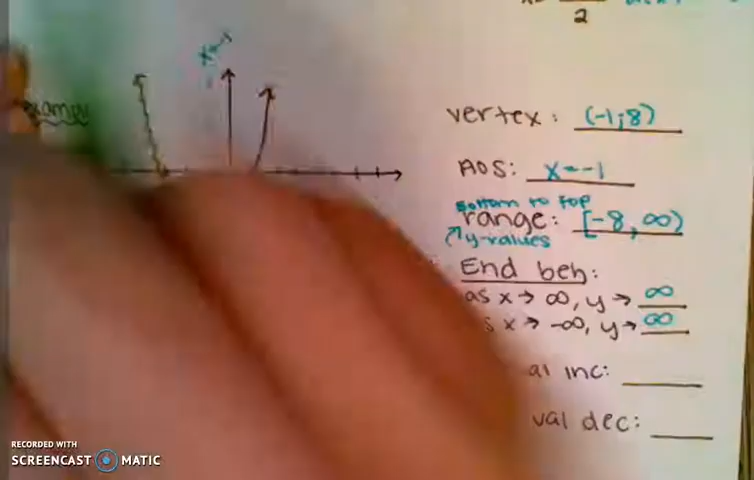 2
vertex: (-1,-8)
AOS: x=-1
bottom to top
range: [-8, ∞)
y-values
End beh:
as x→ ∞, y→ ∞
x→ -∞, y→ ∞
inc:
val dec:
RECORDED WITH
SCREENCAST MATIC